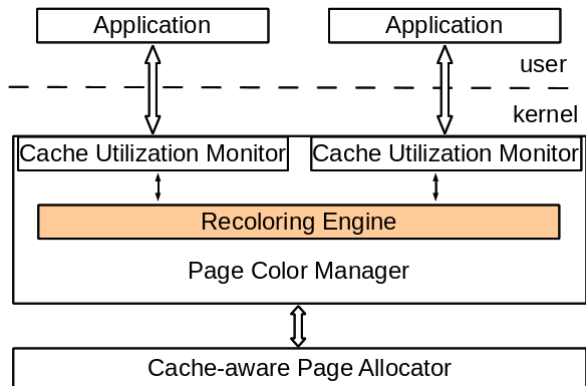 Application Application
user
kernel
Cache Utilization Monitor Cache Utilization Monitor
Recoloring Engine
Page Color Manager
Cache-aware Page Allocator